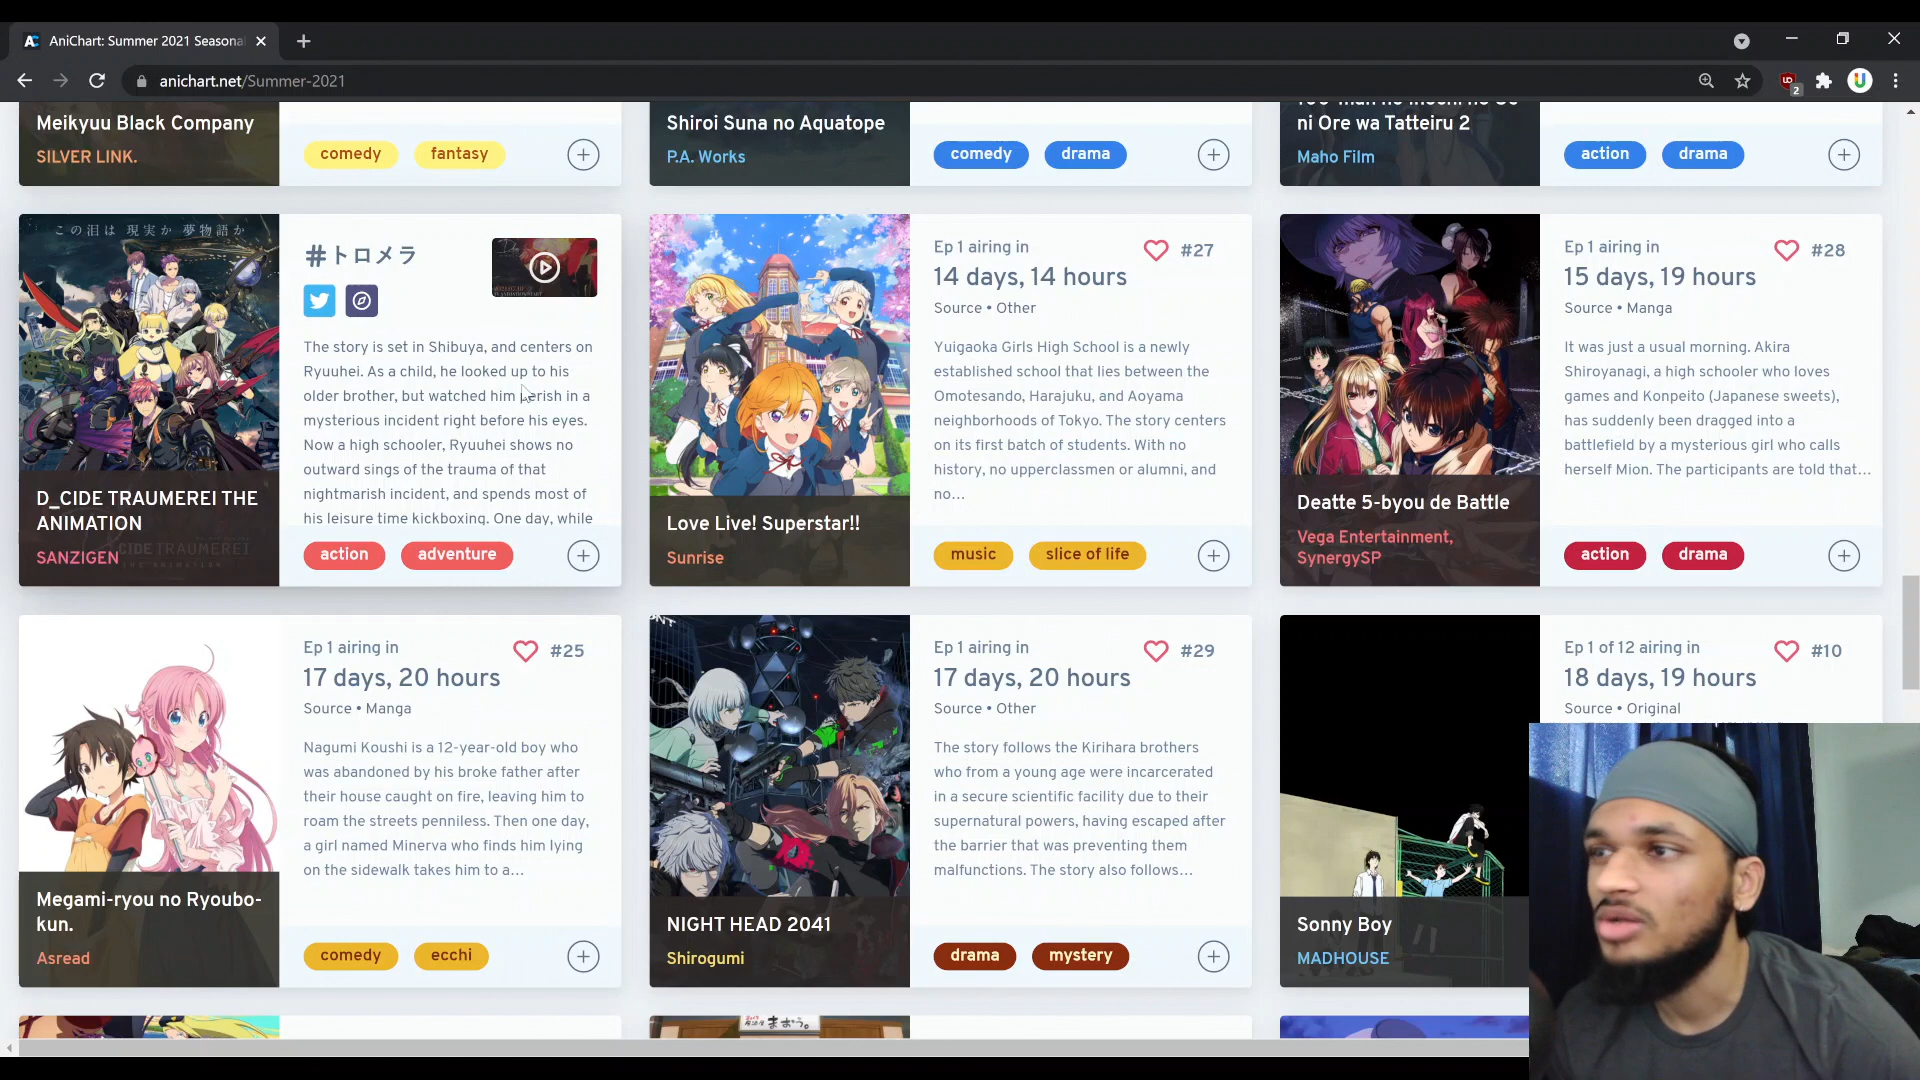 AniChart: Summer 2021 Seasonal
anichart.net/Summer-2021
2
Meikyuu Black Company
SILVER LINK.
comedy fantasy
Shiroi Suna no Aquatope
P.A. Works
comedy drama
ni Ore wa Tatteiru 2
Maho Film
action drama
この泪は 現実か 夢物語か
D_CIDE TRAUMEREI THE
ANIMATION
SANZIGEN
#トロメラ
The story is set in Shibuya, and centers on
Ryuuhei. As a child, he looked up to his
older brother, but watched him perish in a
mysterious incident right before his eyes.
Now a high schooler, Ryuuhei shows no
outward sings of the trauma of that
nightmarish incident, and spends most of
his leisure time kickboxing. One day, while
action adventure
Love Live! Superstar!!
Sunrise
Ep 1 airing in
#27
14 days, 14 hours
Source • Other
Yuigaoka Girls High School is a newly
established school that lies between the
Omotesando, Harajuku, and Aoyama
neighborhoods of Tokyo. The story centers
on its first batch of students. With no
history, no upperclassmen or alumni, and
no...
music slice of life
Deatte 5-byou de Battle
Vega Entertainment,
SynergySP
Ep 1 airing in
#28
15 days, 19 hours
Source • Manga
It was just a usual morning. Akira
Shiroyanagi, a high schooler who loves
games and Konpeito (Japanese sweets),
has suddenly been dragged into a
battlefield by a mysterious girl who calls
herself Mion. The participants are told that...
action drama
Megami-ryou no Ryoubo-
kun.
Asread
Ep 1 airing in
#25
17 days, 20 hours
Source • Manga
Nagumi Koushi is a 12-year-old boy who
was abandoned by his broke father after
their house caught on fire, leaving him to
roam the streets penniless. Then one day,
a girl named Minerva who finds him lying
on the sidewalk takes him to a...
comedy ecchi
NIGHT HEAD 2041
Shirogumi
Ep 1 airing in
#29
17 days, 20 hours
Source • Other
The story follows the Kirihara brothers
who from a young age were incarcerated
in a secure scientific facility due to their
supernatural powers, having escaped after
the barrier that was preventing them
malfunctions. The story also follows...
drama mystery
Sonny Boy
MADHOUSE
Ep 1 of 12 airing in
#10
18 days, 19 hours
Source • Original